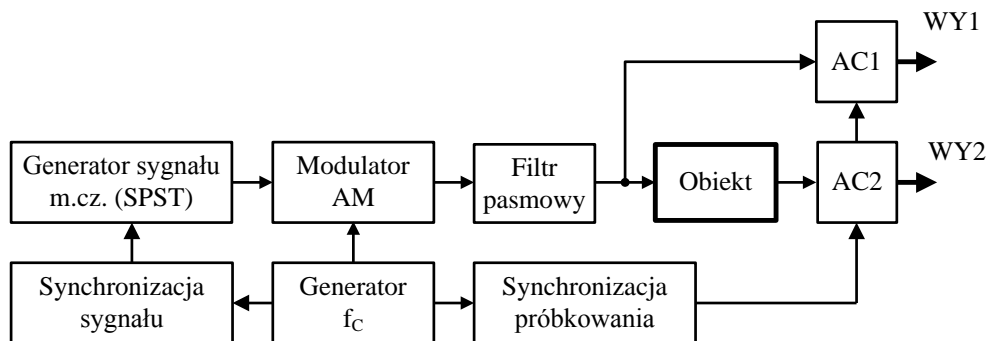 WY1
AC1
Generator sygnału
m.cz. (SPST)
Modulator
AM
Filtr
pasmowy
Obiekt
AC2
WY2
Synchronizacja
sygnału
Generator
fC
Synchronizacja
próbkowania